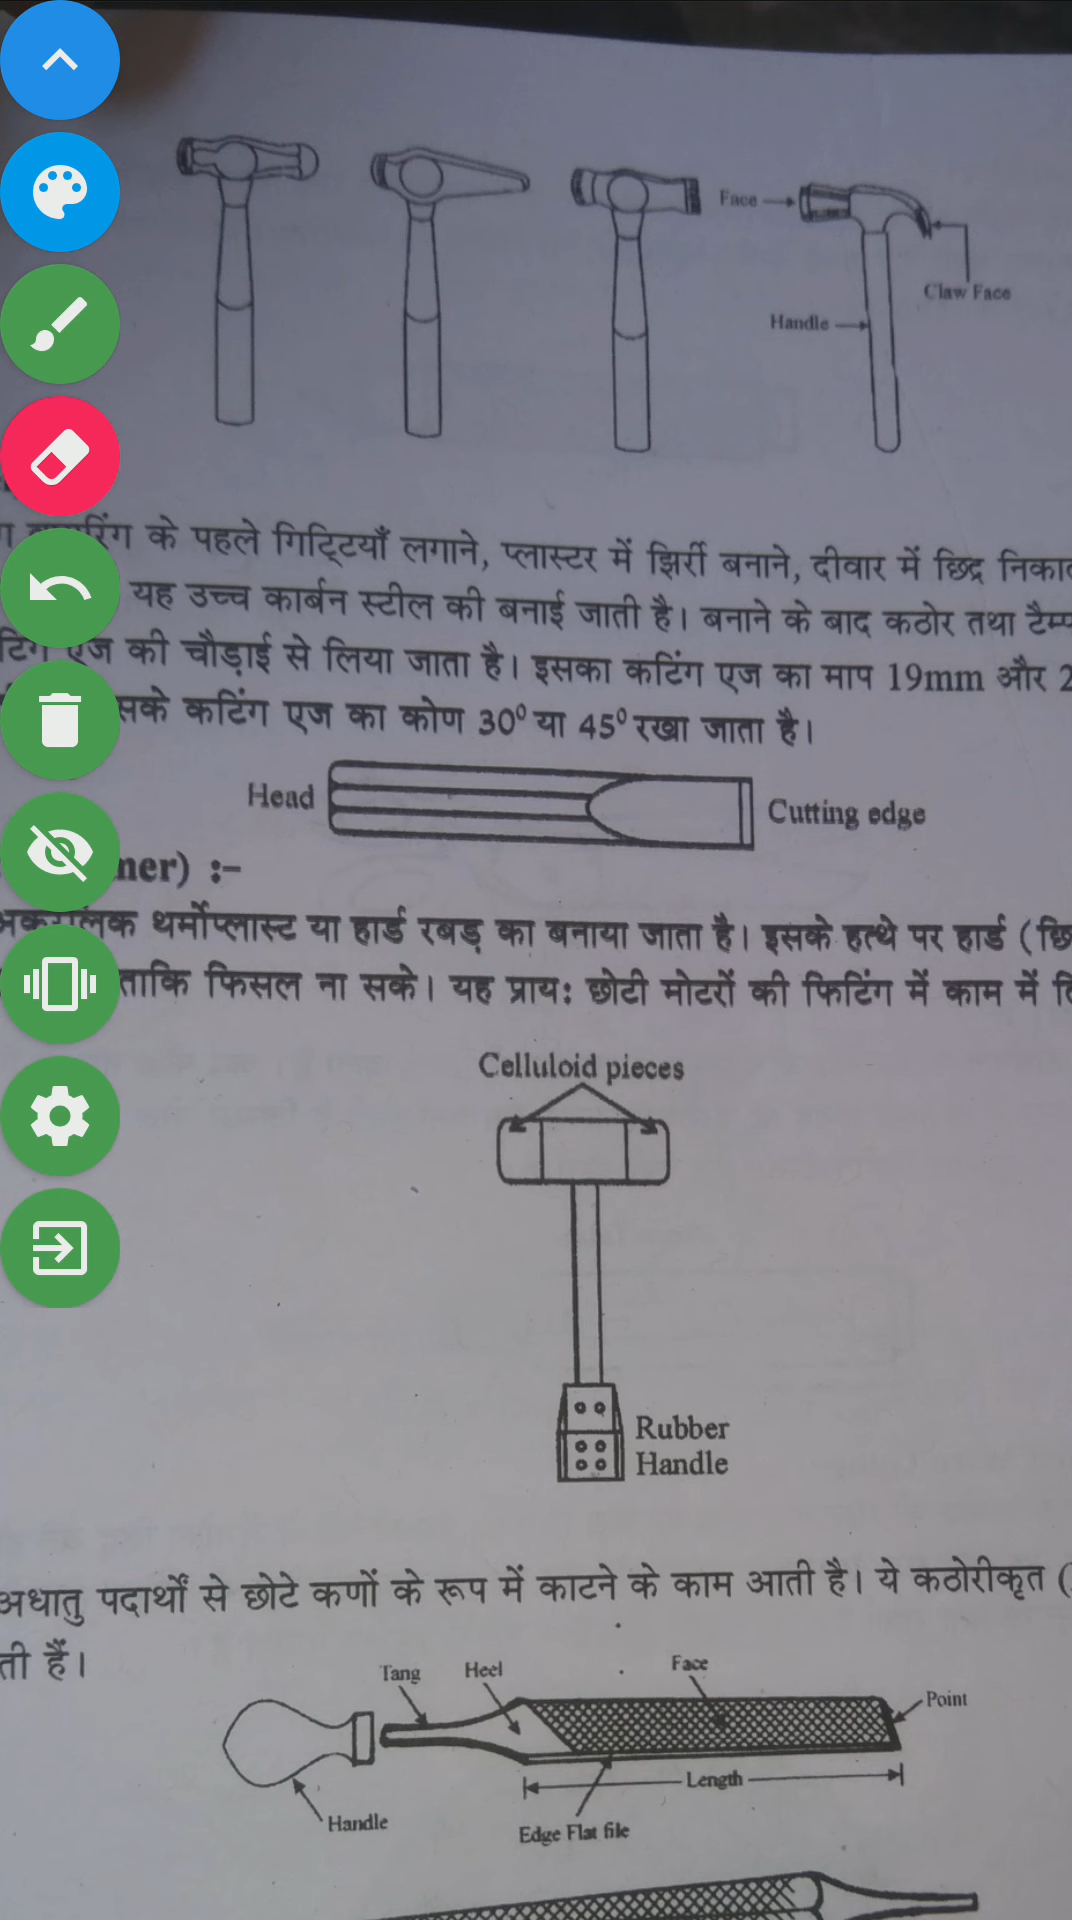 Face
Claw Face
Handle
के पहले गिट्टियाँ लगाने, प्लास्टर में झिर्री बनाने, दीवार में छिद्र
यह उच्च कार्बन स्टील की बनाई जाती है। बनाने के बाद कठोर तथा
एज की चौड़ाई से लिया जाता है। इसका कटिंग एज का माप 19mm और
कटिंग एज का कोण 30⁰ या 45⁰ रखा जाता है।
Head
Cutting edge
mer) :-
थर्मोप्लास्ट या हार्ड रबड़ का बनाया जाता है। इसके हत्थे पर हार्ड
ताकि फिसल ना सके। यह प्रायः छोटी मोटरों की फिटिंग में काम में
Celluloid pieces
Rubber
Handle
अधातु पदार्थों से छोटे कणों के रूप में काटने के काम आती है। ये कठोरीकृत (
ती हैं।
Tang
Heel
Face
Point
Length
Handle
Edge Flat file